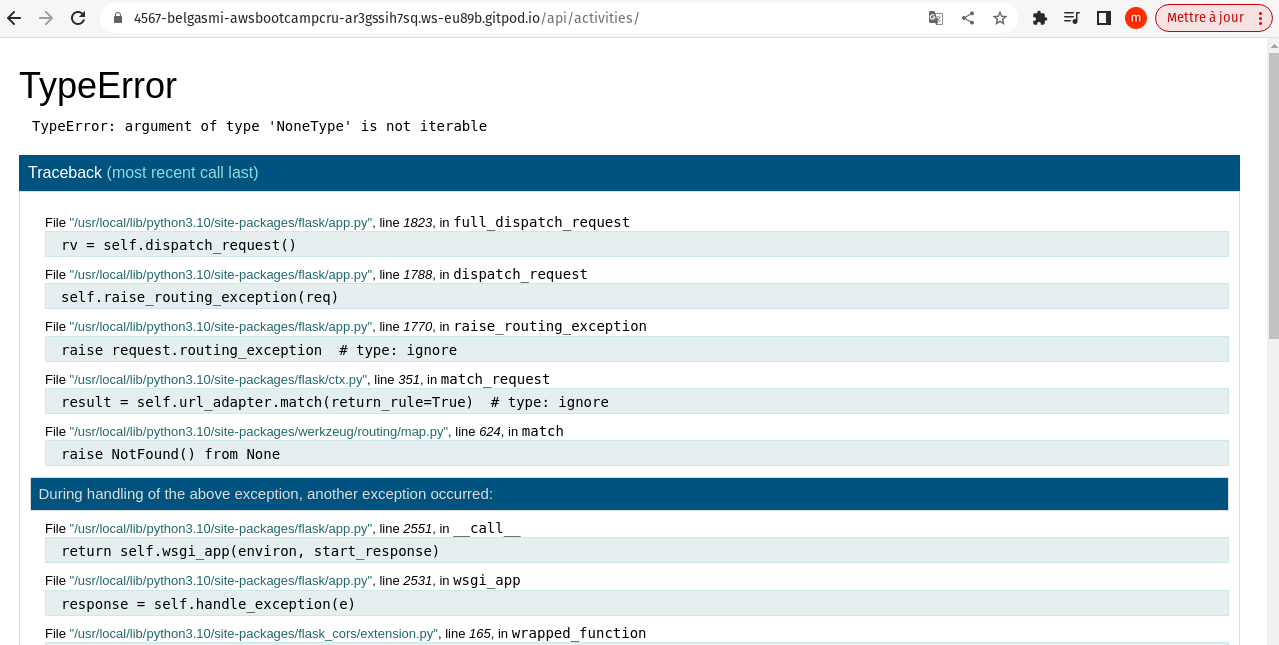 4567-belgasmi-awsbootcampcru-ar3gssih7sq.ws-eu89b.gitpod.io/api/activities/
m
Mettre à jour
TypeError
TypeError: argument of type 'NoneType' is not iterable
Traceback (most recent call last)
File "/usr/local/lib/python3.10/site-packages/flask/app.py", line 1823, in full_dispatch_request
rv = self.dispatch_request()
File "/usr/local/lib/python3.10/site-packages/flask/app.py", line 1788, in dispatch_request
self.raise_routing_exception(req)
File "/usr/local/lib/python3.10/site-packages/flask/app.py", line 1770, in raise_routing_exception
raise request.routing_exception  # type: ignore
File "/usr/local/lib/python3.10/site-packages/flask/ctx.py", line 351, in match_request
result = self.url_adapter.match(return_rule=True)  # type: ignore
File "/usr/local/lib/python3.10/site-packages/werkzeug/routing/map.py", line 624, in match
raise NotFound() from None
During handling of the above exception, another exception occurred:
File "/usr/local/lib/python3.10/site-packages/flask/app.py", line 2551, in __call__
return self.wsgi_app(environ, start_response)
File "/usr/local/lib/python3.10/site-packages/flask/app.py", line 2531, in wsgi_app
response = self.handle_exception(e)
File "/usr/local/lib/python3.10/site-packages/flask_cors/extension.py", line 165, in wrapped_function